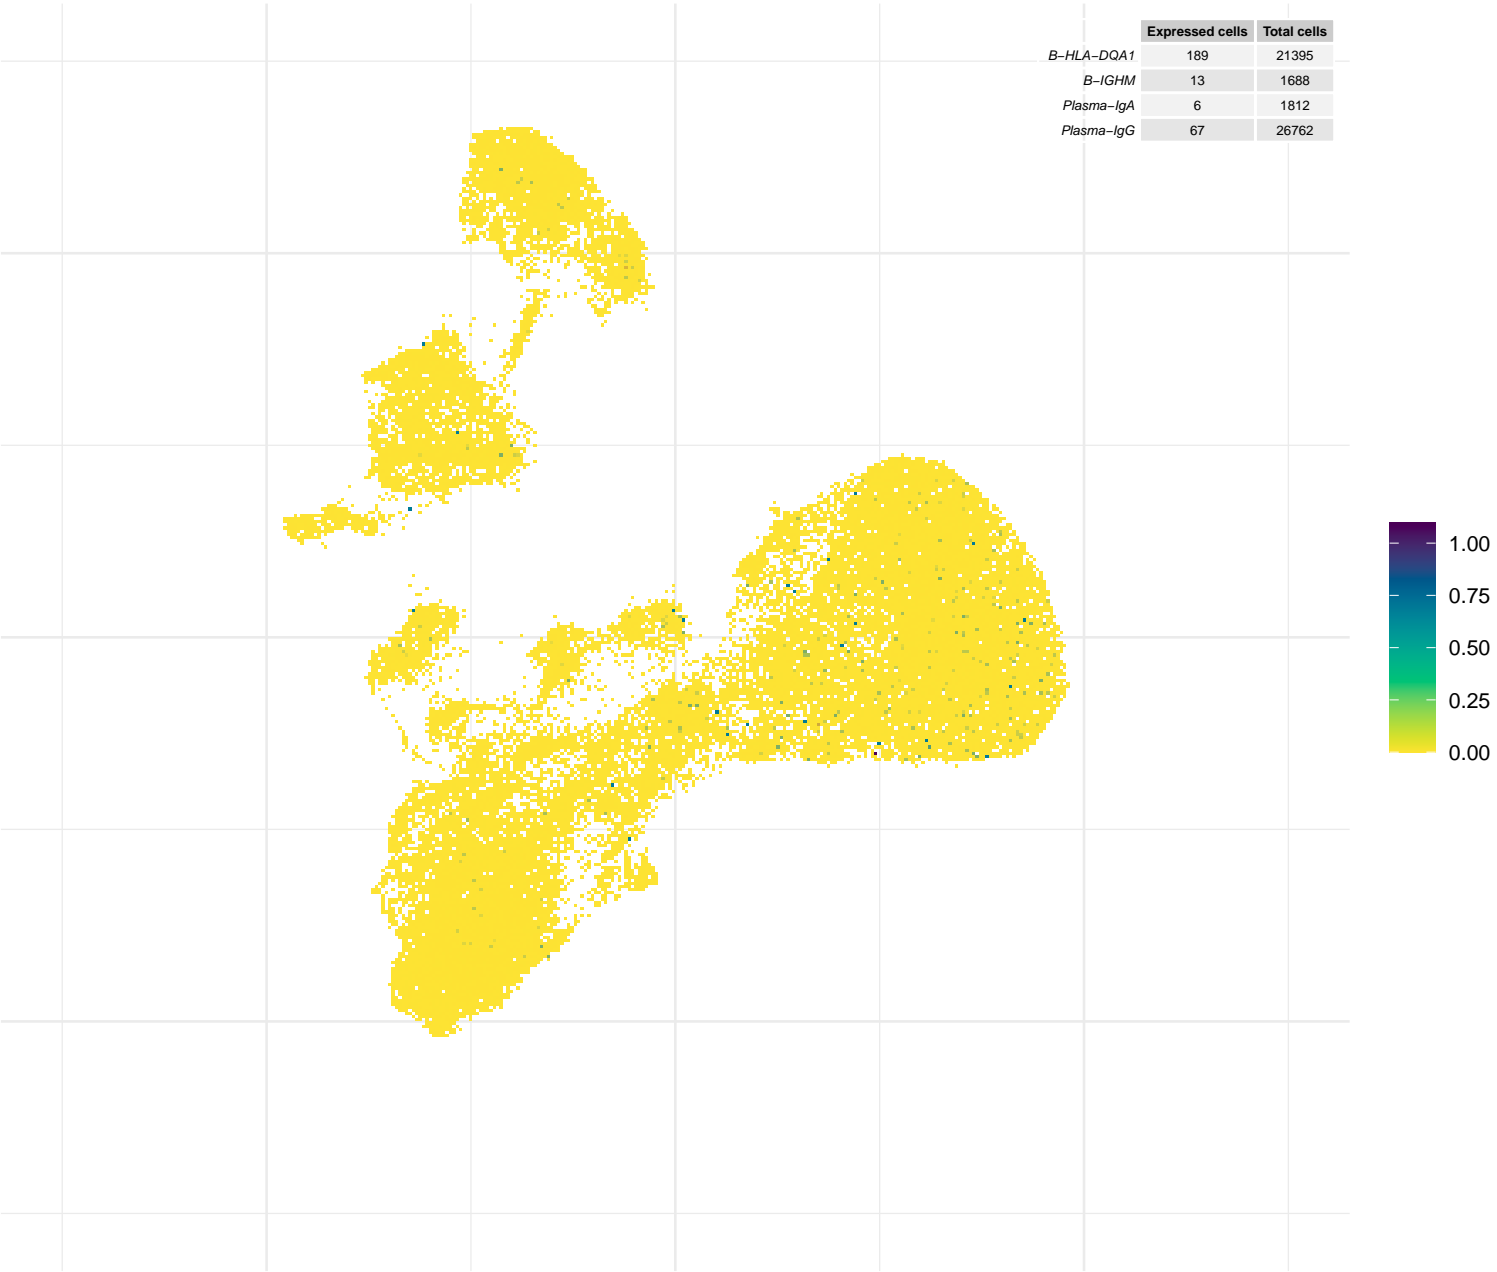 Expressed cells Total cells
B−HLA−DQA1 189 21395
B−IGHM 13 1688
Plasma−IgA 6 1812
Plasma−IgG 67 26762
1.00
0.75
0.50
0.25
0.00